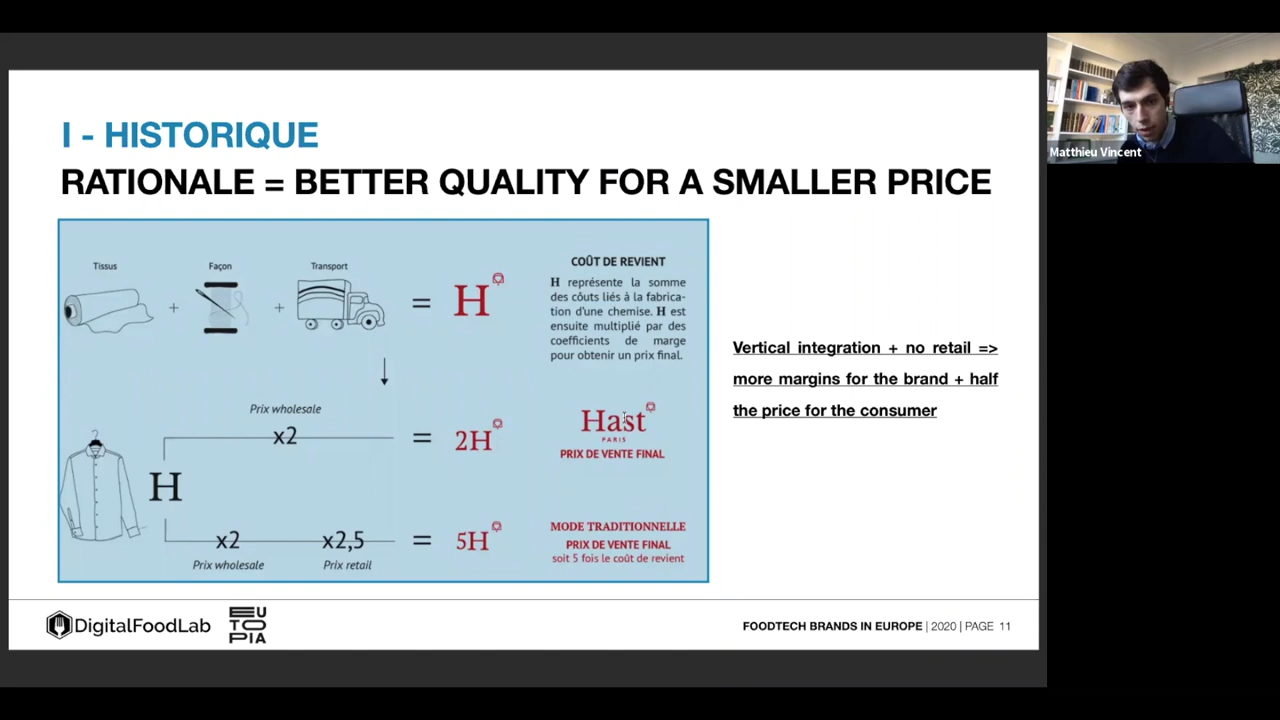 I - HISTORIQUE
RATIONALE = BETTER QUALITY FOR A SMALLER PRICE
Matthieu Vincent
Tissus
Façon
Transport
+
+
= H
COÛT DE REVIENT
H représente la somme
des côuts liés à la fabrica-
tion d'une chemise. H est
ensuite multiplié par des
coefficients de marge
pour obtenir un prix final.
Vertical integration + no retail =>
more margins for the brand + half
the price for the consumer
Prix wholesale
x2
= 2H
Hast
PARIS
PRIX DE VENTE FINAL
H
x2
x2,5
= 5H
Prix wholesale
Prix retail
MODE TRADITIONNELLE
PRIX DE VENTE FINAL
soit 5 fois le coût de revient
DigitalFoodLab
EUTOPIA
FOODTECH BRANDS IN EUROPE | 2020 | PAGE 11